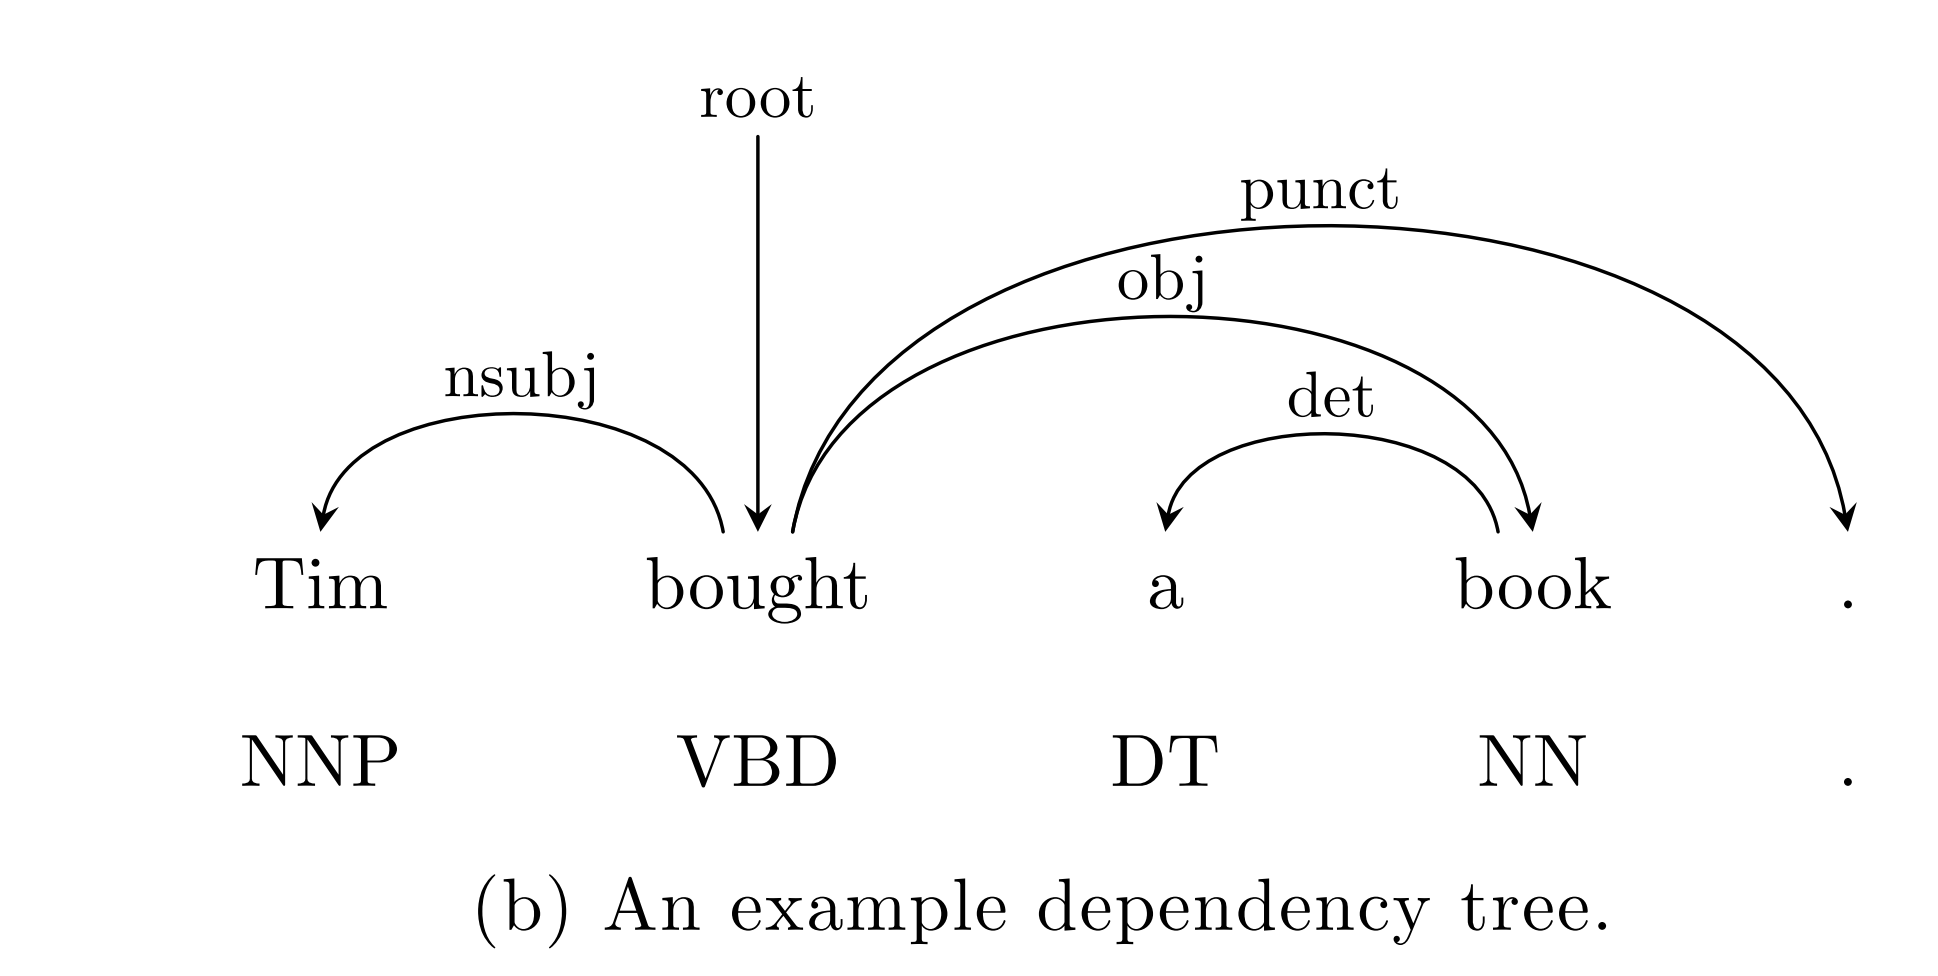 root
punct
obj
nsubj
det
Tim bought a book .
NNP VBD DT NN .
(b) An example dependency tree.